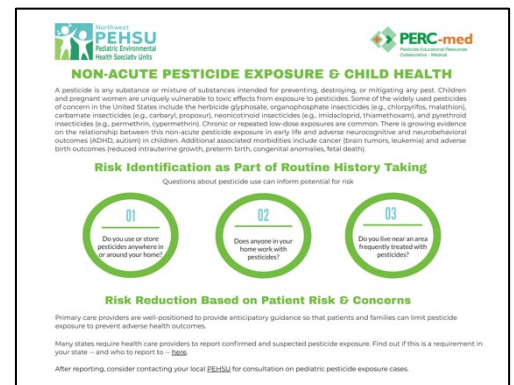 Northwest
PEHSU
Pediatric Environmental
Health Specialty Units
PERC-med
Pesticide Educational Resources
Collaborative - Medical
NON-ACUTE PESTICIDE EXPOSURE & CHILD HEALTH
A pesticide is any substance or mixture of substances intended for preventing, destroying, or mitigating any pest. Children
and pregnant women are uniquely vulnerable to toxic effects from exposure to pesticides. Some of the widely used pesticides
of concern in the United States include the herbicide glyphosate, organophosphate insecticides (e.g., chlorpyrifos, malathion),
carbamate insecticides (e.g., carbaryl, propoxur), neonicotinoid insecticides (e.g., imidacloprid, thiamethoxam), and pyrethroid
insecticides (e.g., permethrin, cypermethrin). Chronic or repeated low-dose exposures are common. There is growing evidence
on the relationship between this non-acute pesticide exposure in early life and adverse neurocognitive and neurobehavioral
outcomes (ADHD, autism) in children. Additional associated morbidities include cancer (brain tumors, leukemia) and adverse
birth outcomes (reduced intrauterine growth, preterm birth, congenital anomalies, fetal death).
Risk Identification as Part of Routine History Taking
Questions about pesticide use can inform potential for risk
01
Do you use or store
pesticides anywhere in
or around your home?
02
Does anyone in your
home work with
pesticides?
03
Do you live near an area
frequently treated with
pesticides?
Risk Reduction Based on Patient Risk & Concerns
Primary care providers are well-positioned to provide anticipatory guidance so that patients and families can limit pesticide
exposure to prevent adverse health outcomes.
Many states require health care providers to report confirmed and suspected pesticide exposure. Find out if this is a requirement in
your state -- and who to report to -- here.
After reporting, consider contacting your local PEHSU for consultation on pediatric pesticide exposure cases.